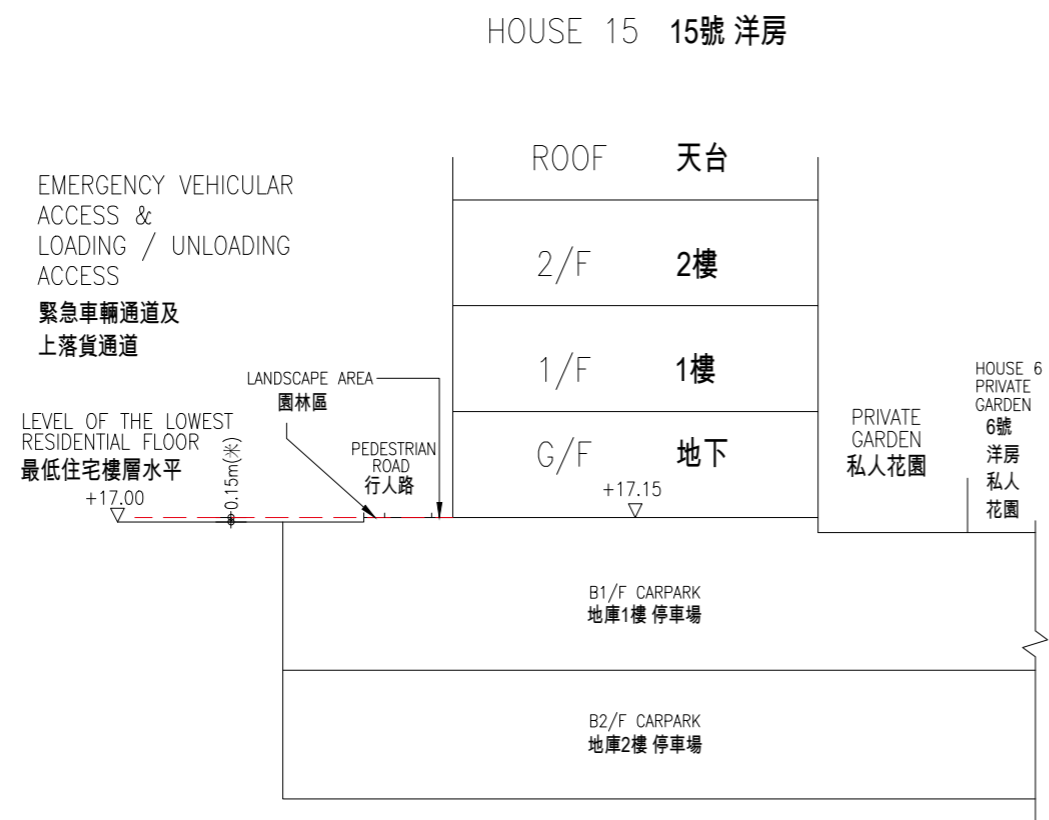 HOUSE 15 15號 洋房
ROOF 天台
EMERGENCY VEHICULAR
ACCESS &
LOADING / UNLOADING
ACCESS
緊急車輛通道及
上落貨通道
2/F 2樓
1/F 1樓
LANDSCAPE AREA
園林區
HOUSE 6
PRIVATE
GARDEN
6號
洋房
私人
花園
LEVEL OF THE LOWEST
RESIDENTIAL FLOOR
最低住宅樓層水平
+17.00
0.15m(米)
PEDESTRIAN
ROAD
行人路
G/F 地下
+17.15
PRIVATE
GARDEN
私人花園
B1/F CARPARK
地庫1樓 停車場
B2/F CARPARK
地庫2樓 停車場